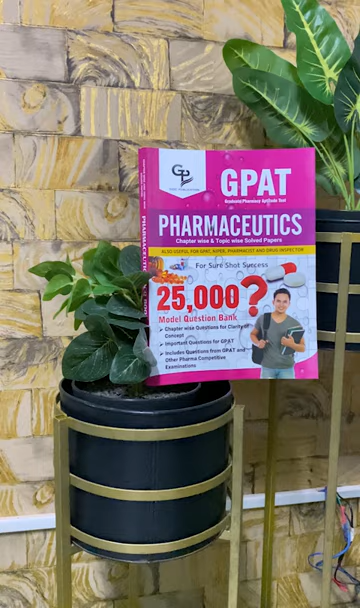 GP
GPAT
Graduate Pharmacy Aptitude Test
PHARMACEUTICS
Chapter wise & Topic wise Solved Papers
ALSO USEFUL FOR GPAT, NIPER, PHARMACIST AND DRUG INSPECTOR
For Sure Shot Success
25,000?
Model Question Bank
➤ Chapter wise Questions for Clarity of
Concept
➤ Important Questions for GPAT
➤ Includes Questions from GPAT and
Other Pharma Competitive
Examinations